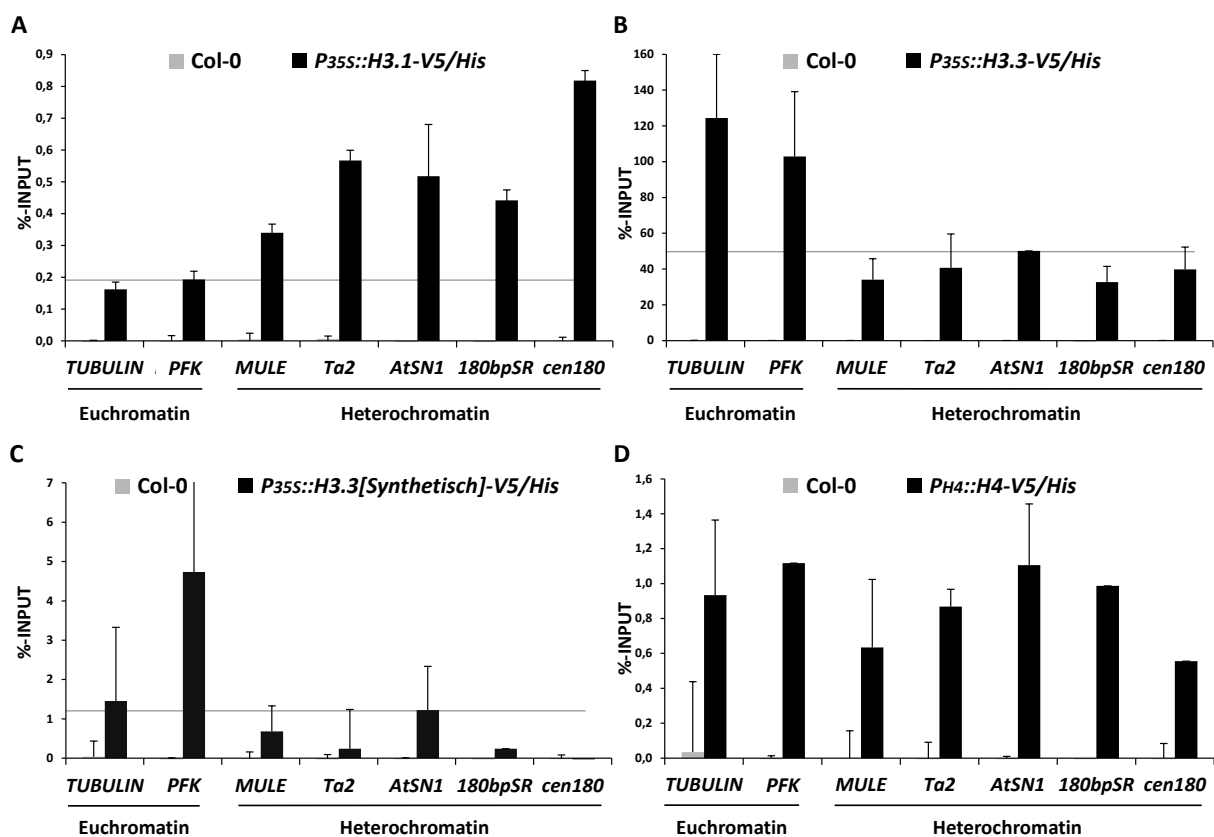 A
Col-0 P35S::H3.1-V5/His
0,9
0,8
0,7
0,6
0,5
0,4
0,3
0,2
0,1
0,0
%-INPUT
TUBULIN PFK MULE Ta2 AtSN1 180bpSR cen180
Euchromatin Heterochromatin
B
Col-0 P35S::H3.3-V5/His
160
140
120
100
80
60
40
20
0
%-INPUT
TUBULIN PFK MULE Ta2 AtSN1 180bpSR cen180
Euchromatin Heterochromatin
C
Col-0 P35S::H3.3[Synthetisch]-V5/His
7
6
5
4
3
2
1
0
%-INPUT
TUBULIN PFK MULE Ta2 AtSN1 180bpSR cen180
Euchromatin Heterochromatin
D
Col-0 PH4::H4-V5/His
1,6
1,4
1,2
1,0
0,8
0,6
0,4
0,2
0,0
%-INPUT
TUBULIN PFK MULE Ta2 AtSN1 180bpSR cen180
Euchromatin Heterochromatin